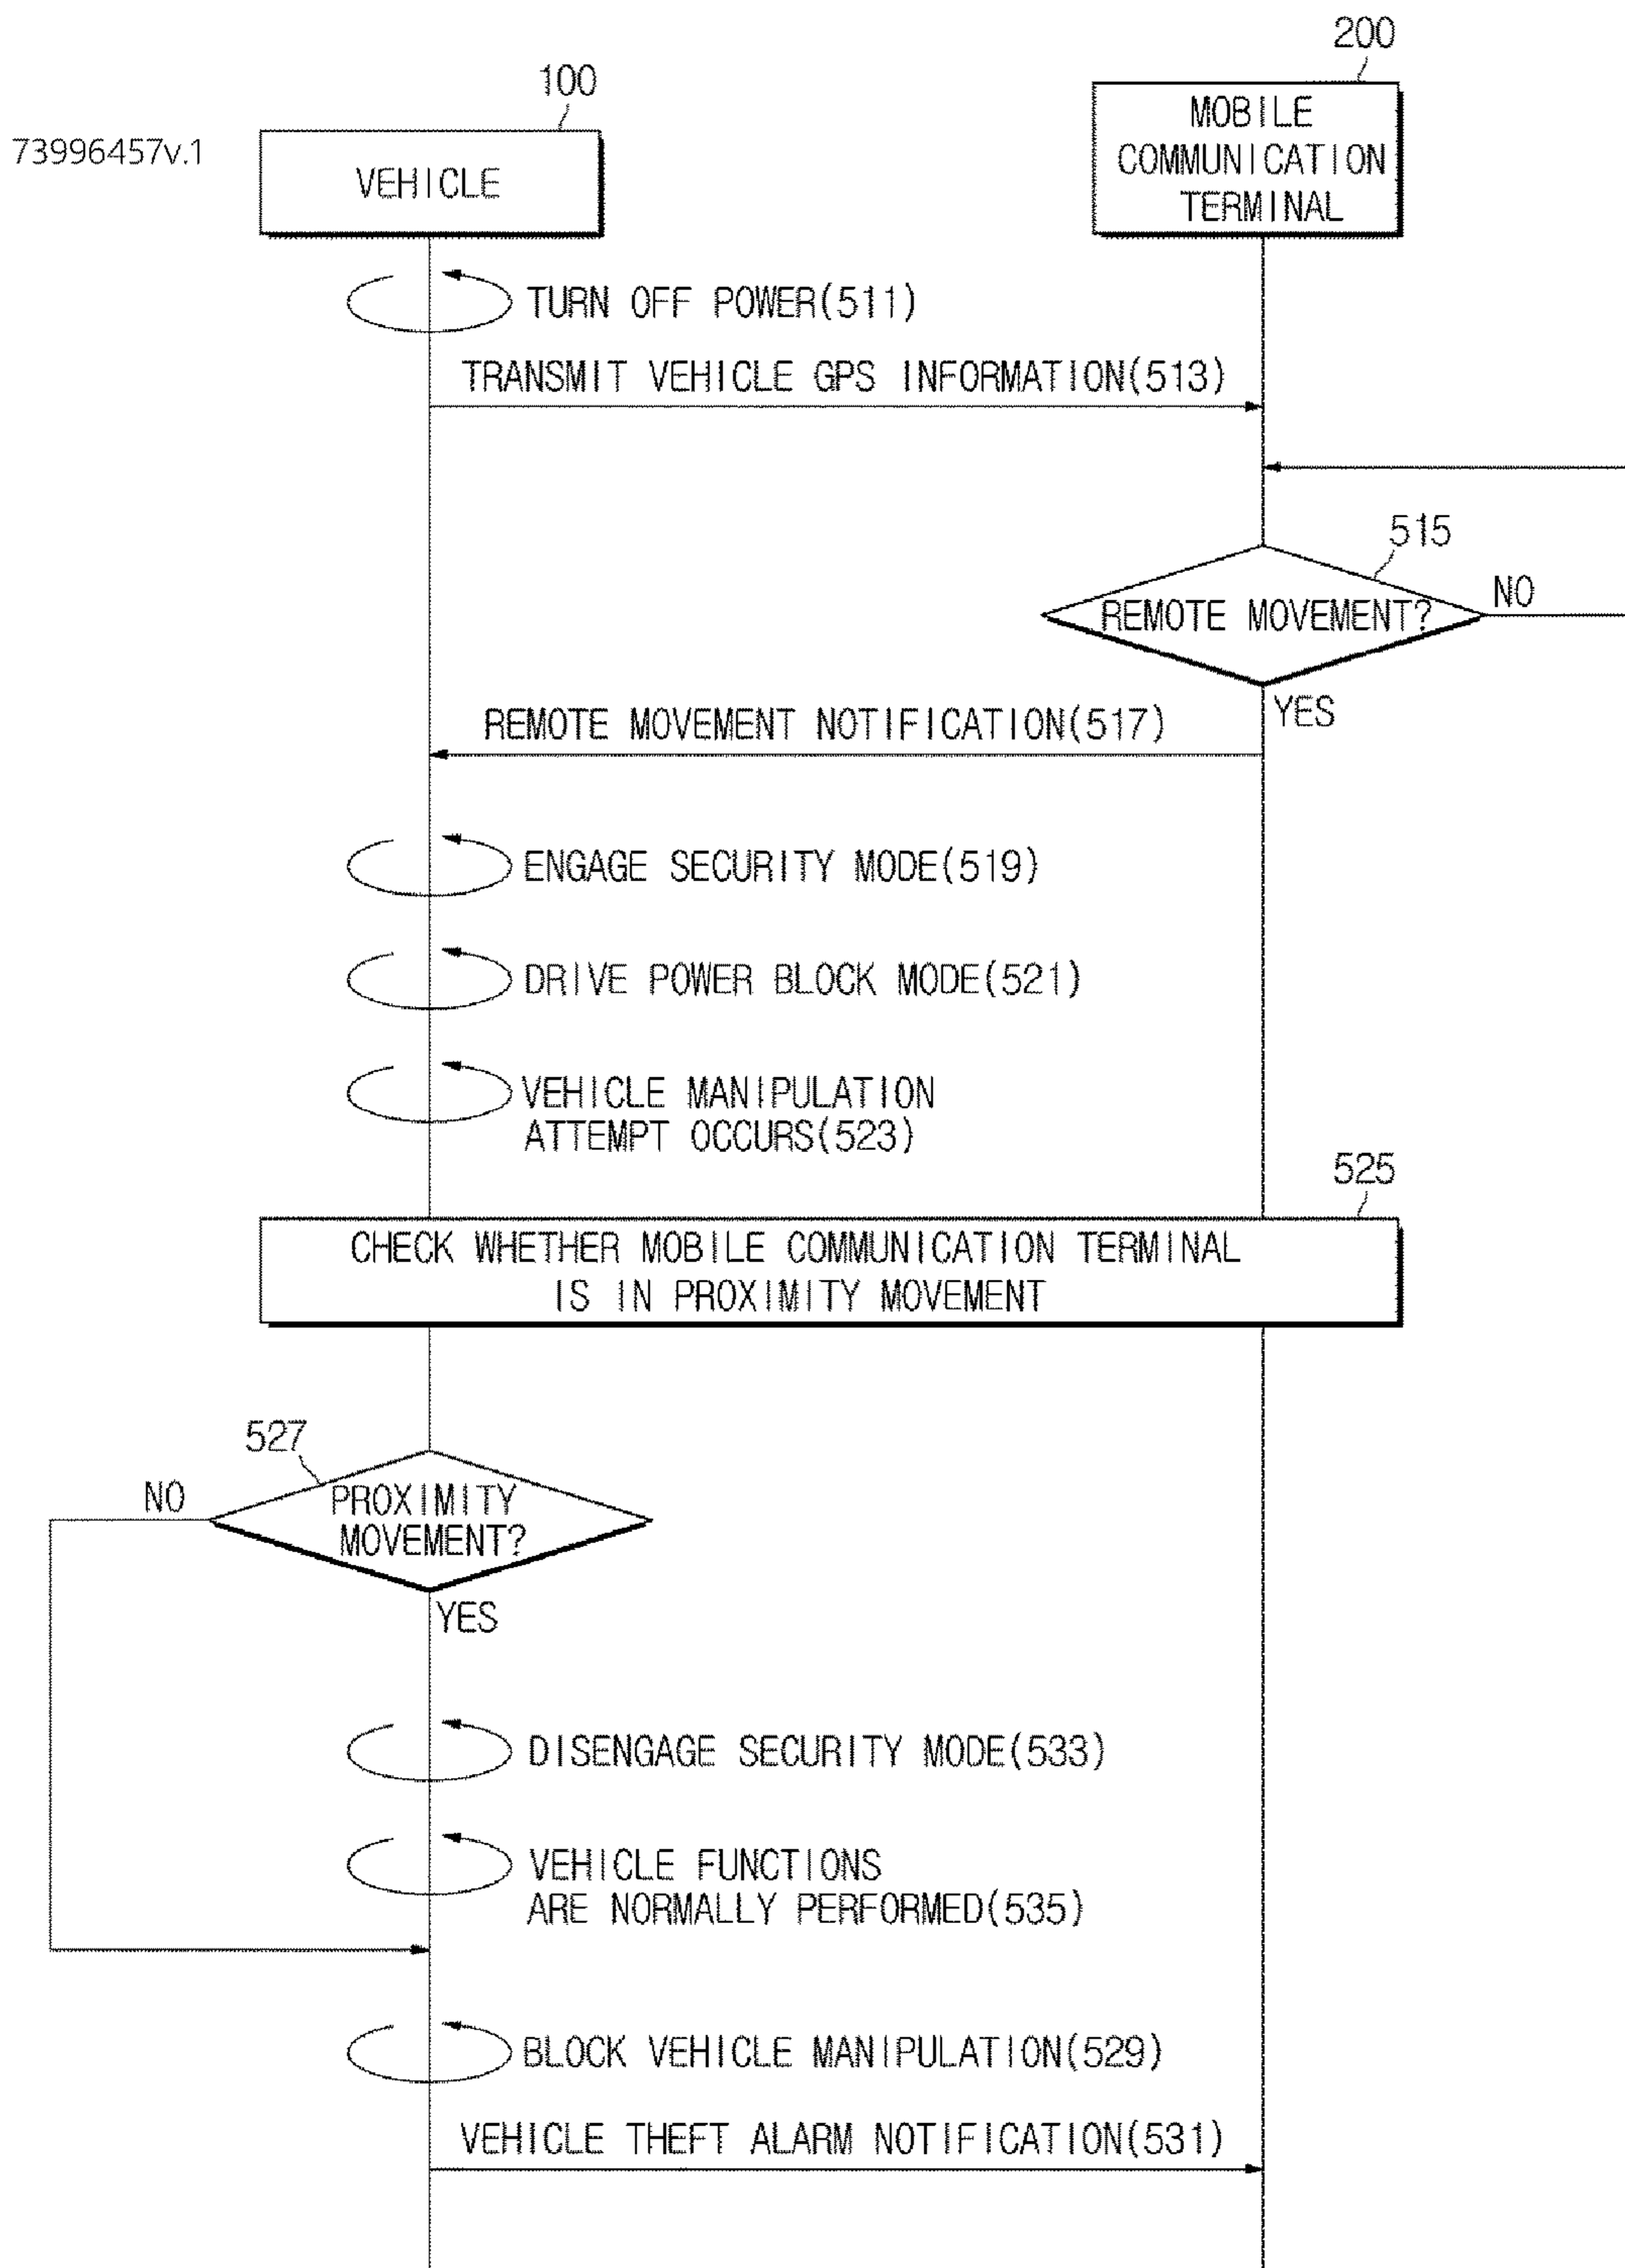 200
100
73996457v.1
VEHICLE
MOBILE
COMMUNICATION
TERMINAL
TURN OFF POWER(511)
TRANSMIT VEHICLE GPS INFORMATION(513)
515
REMOTE MOVEMENT?
NO
YES
REMOTE MOVEMENT NOTIFICATION(517)
ENGAGE SECURITY MODE(519)
DRIVE POWER BLOCK MODE(521)
VEHICLE MANIPULATION
ATTEMPT OCCURS(523)
525
CHECK WHETHER MOBILE COMMUNICATION TERMINAL
IS IN PROXIMITY MOVEMENT
527
NO
PROXIMITY
MOVEMENT?
YES
DISENGAGE SECURITY MODE(533)
VEHICLE FUNCTIONS
ARE NORMALLY PERFORMED(535)
BLOCK VEHICLE MANIPULATION(529)
VEHICLE THEFT ALARM NOTIFICATION(531)